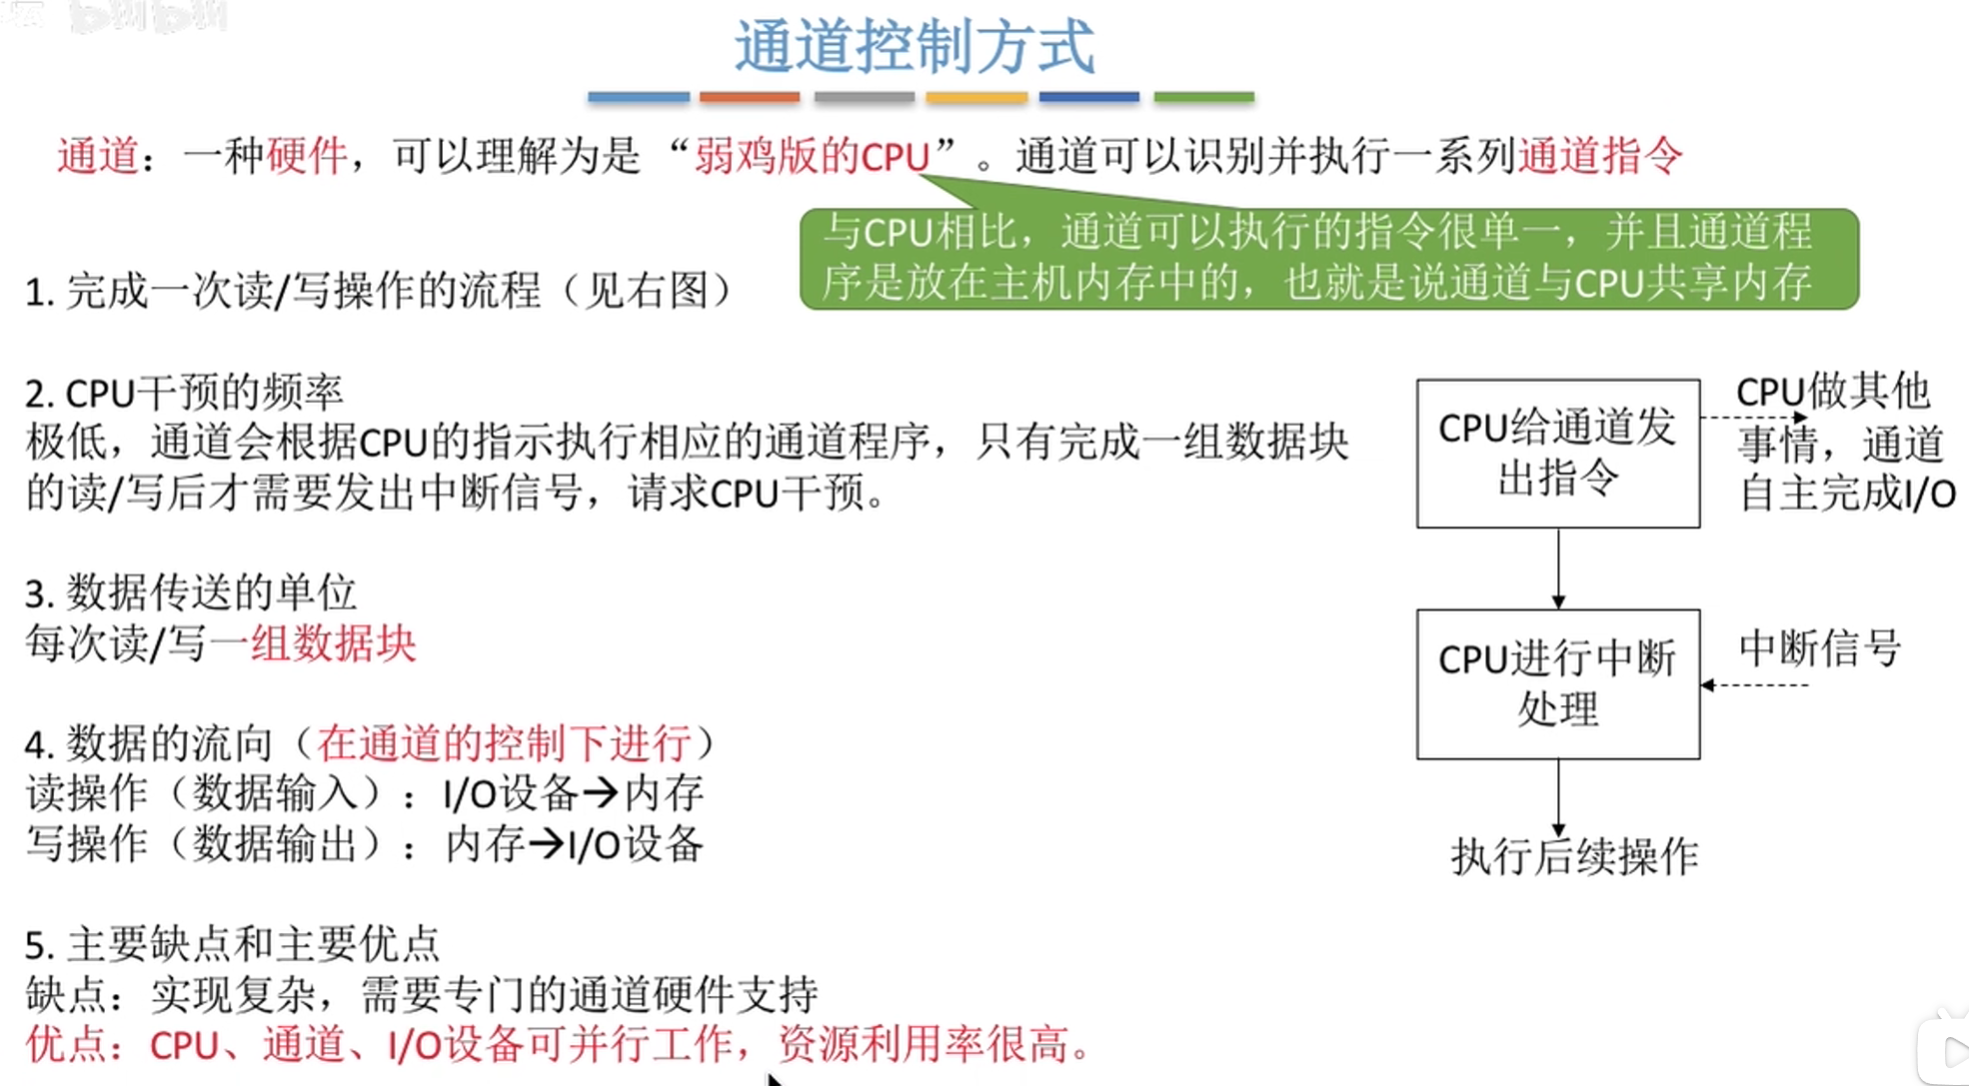 通道控制方式
通道：一种硬件，可以理解为是“弱鸡版的CPU”。通道可以识别并执行一系列通道指令
与CPU相比，通道可以执行的指令很单一，并且通道程
序是放在主机内存中的，也就是说通道与CPU共享内存
1. 完成一次读/写操作的流程（见右图）
2. CPU干预的频率
极低，通道会根据CPU的指示执行相应的通道程序，只有完成一组数据块
的读/写后才需要发出中断信号，请求CPU干预。
3. 数据传送的单位
每次读/写一组数据块
4. 数据的流向（在通道的控制下进行）
读操作（数据输入）：I/O设备→内存
写操作（数据输出）：内存→I/O设备
5. 主要缺点和主要优点
缺点：实现复杂，需要专门的通道硬件支持
优点：CPU、通道、I/O设备可并行工作，资源利用率很高。
CPU给通道发
出指令
CPU做其他
事情，通道
自主完成I/O
CPU进行中断
处理
中断信号
执行后续操作